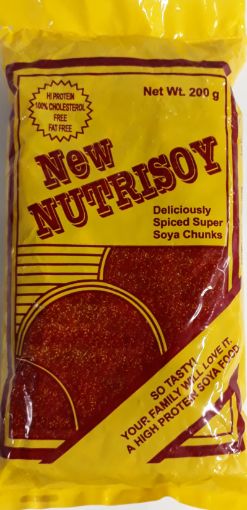 HI PROTEIN
100% CHOLESTEROL
FREE
FAT FREE
Net Wt. 200 g
New
NUTRISOY
Deliciously
Spiced Super
Soya Chunks
SO TASTY!
YOUR FAMILY WILL LOVE IT.
A HIGH PROTEIN SOYA FOOD